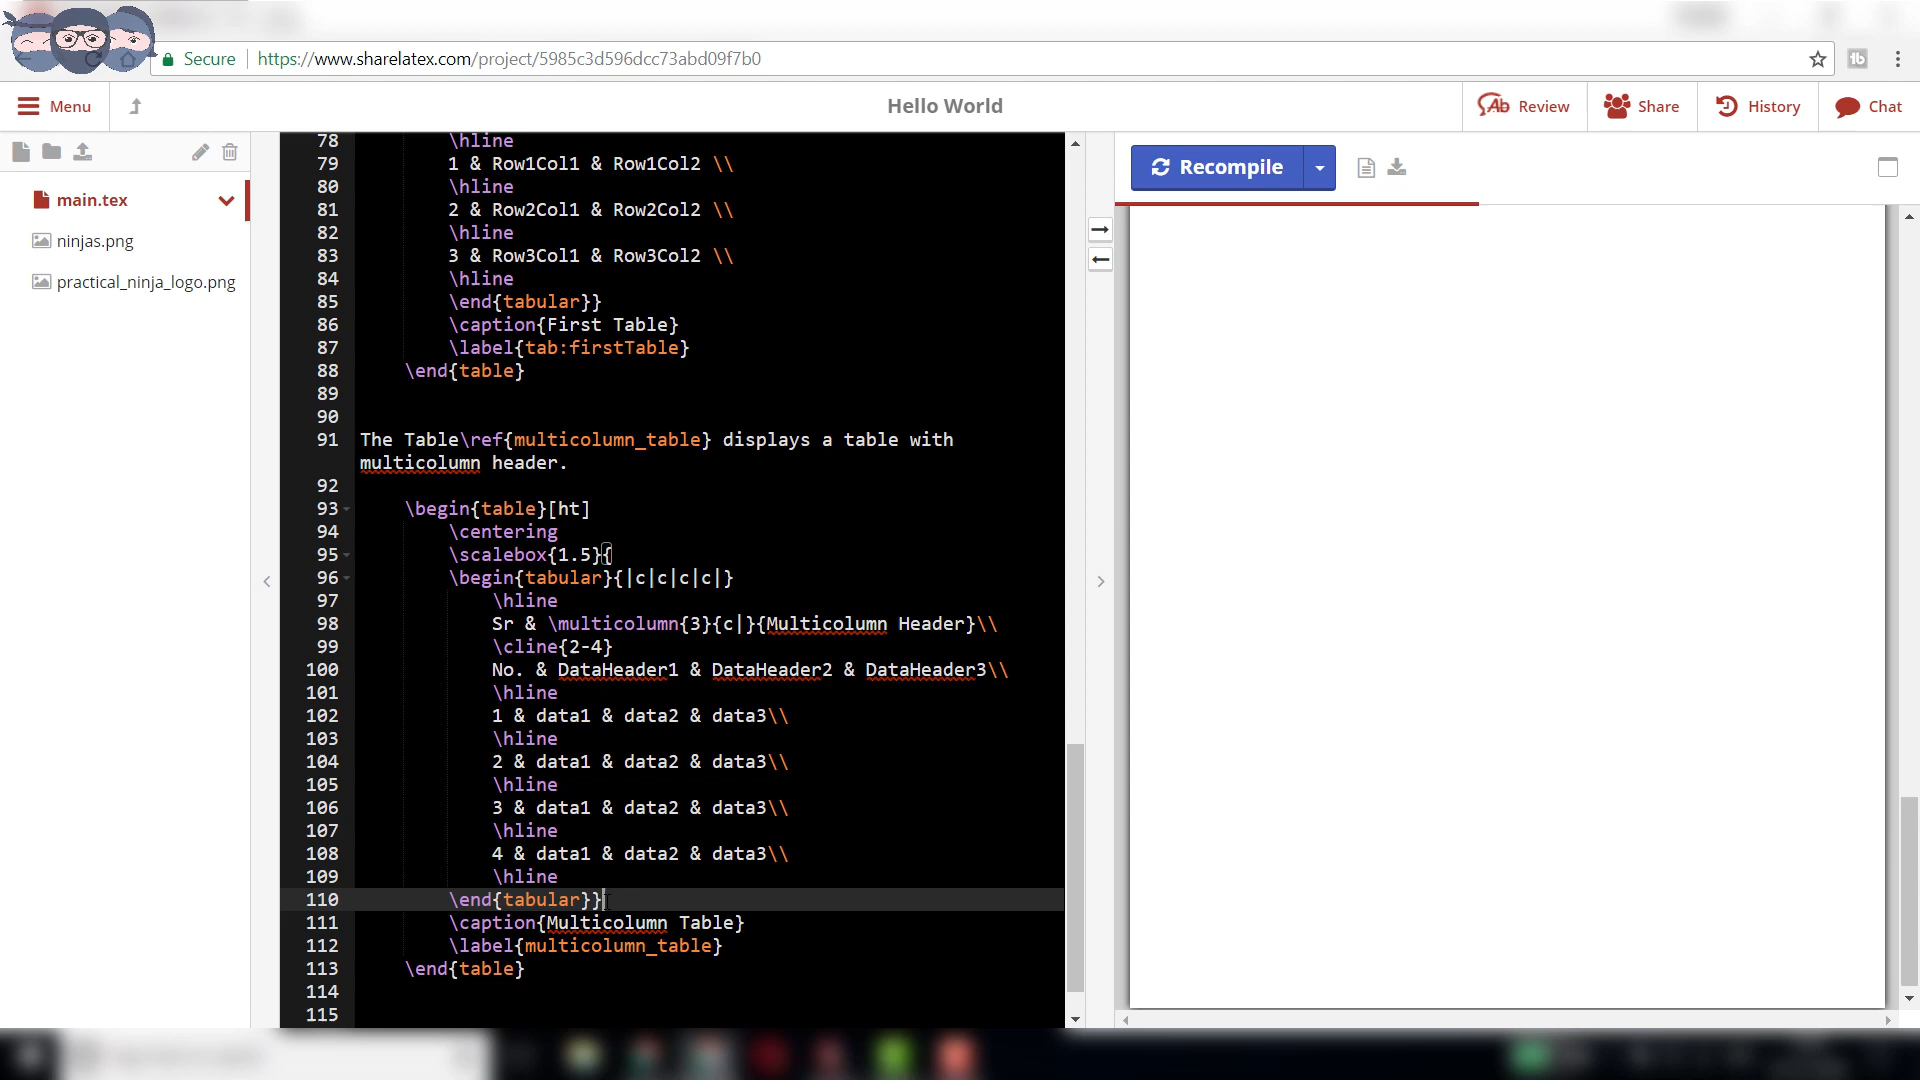 Secure https://www.sharelatex.com/project/5985c3d596dcc73abd09f7b0
Menu Hello World Review Share History Chat
main.tex
ninjas.png
practical_ninja_logo.png
Recompile
78 \hline
79 1 & Row1Col1 & Row1Col2 \\
80 \hline
81 2 & Row2Col1 & Row2Col2 \\
82 \hline
83 3 & Row3Col1 & Row3Col2 \\
84 \hline
85 \end{tabular}}
86 \caption{First Table}
87 \label{tab:firstTable}
88 \end{table}
89
90
91 The Table\ref{multicolumn_table} displays a table with
multicolumn header.
92
93 \begin{table}[ht]
94 \centering
95 \scalebox{1.5}{
96 \begin{tabular}{|c|c|c|c|}
97 \hline
98 Sr & \multicolumn{3}{c|}{Multicolumn Header}\\
99 \cline{2-4}
100 No. & DataHeader1 & DataHeader2 & DataHeader3\\
101 \hline
102 1 & data1 & data2 & data3\\
103 \hline
104 2 & data1 & data2 & data3\\
105 \hline
106 3 & data1 & data2 & data3\\
107 \hline
108 4 & data1 & data2 & data3\\
109 \hline
110 \end{tabular}}
111 \caption{Multicolumn Table}
112 \label{multicolumn_table}
113 \end{table}
114
115